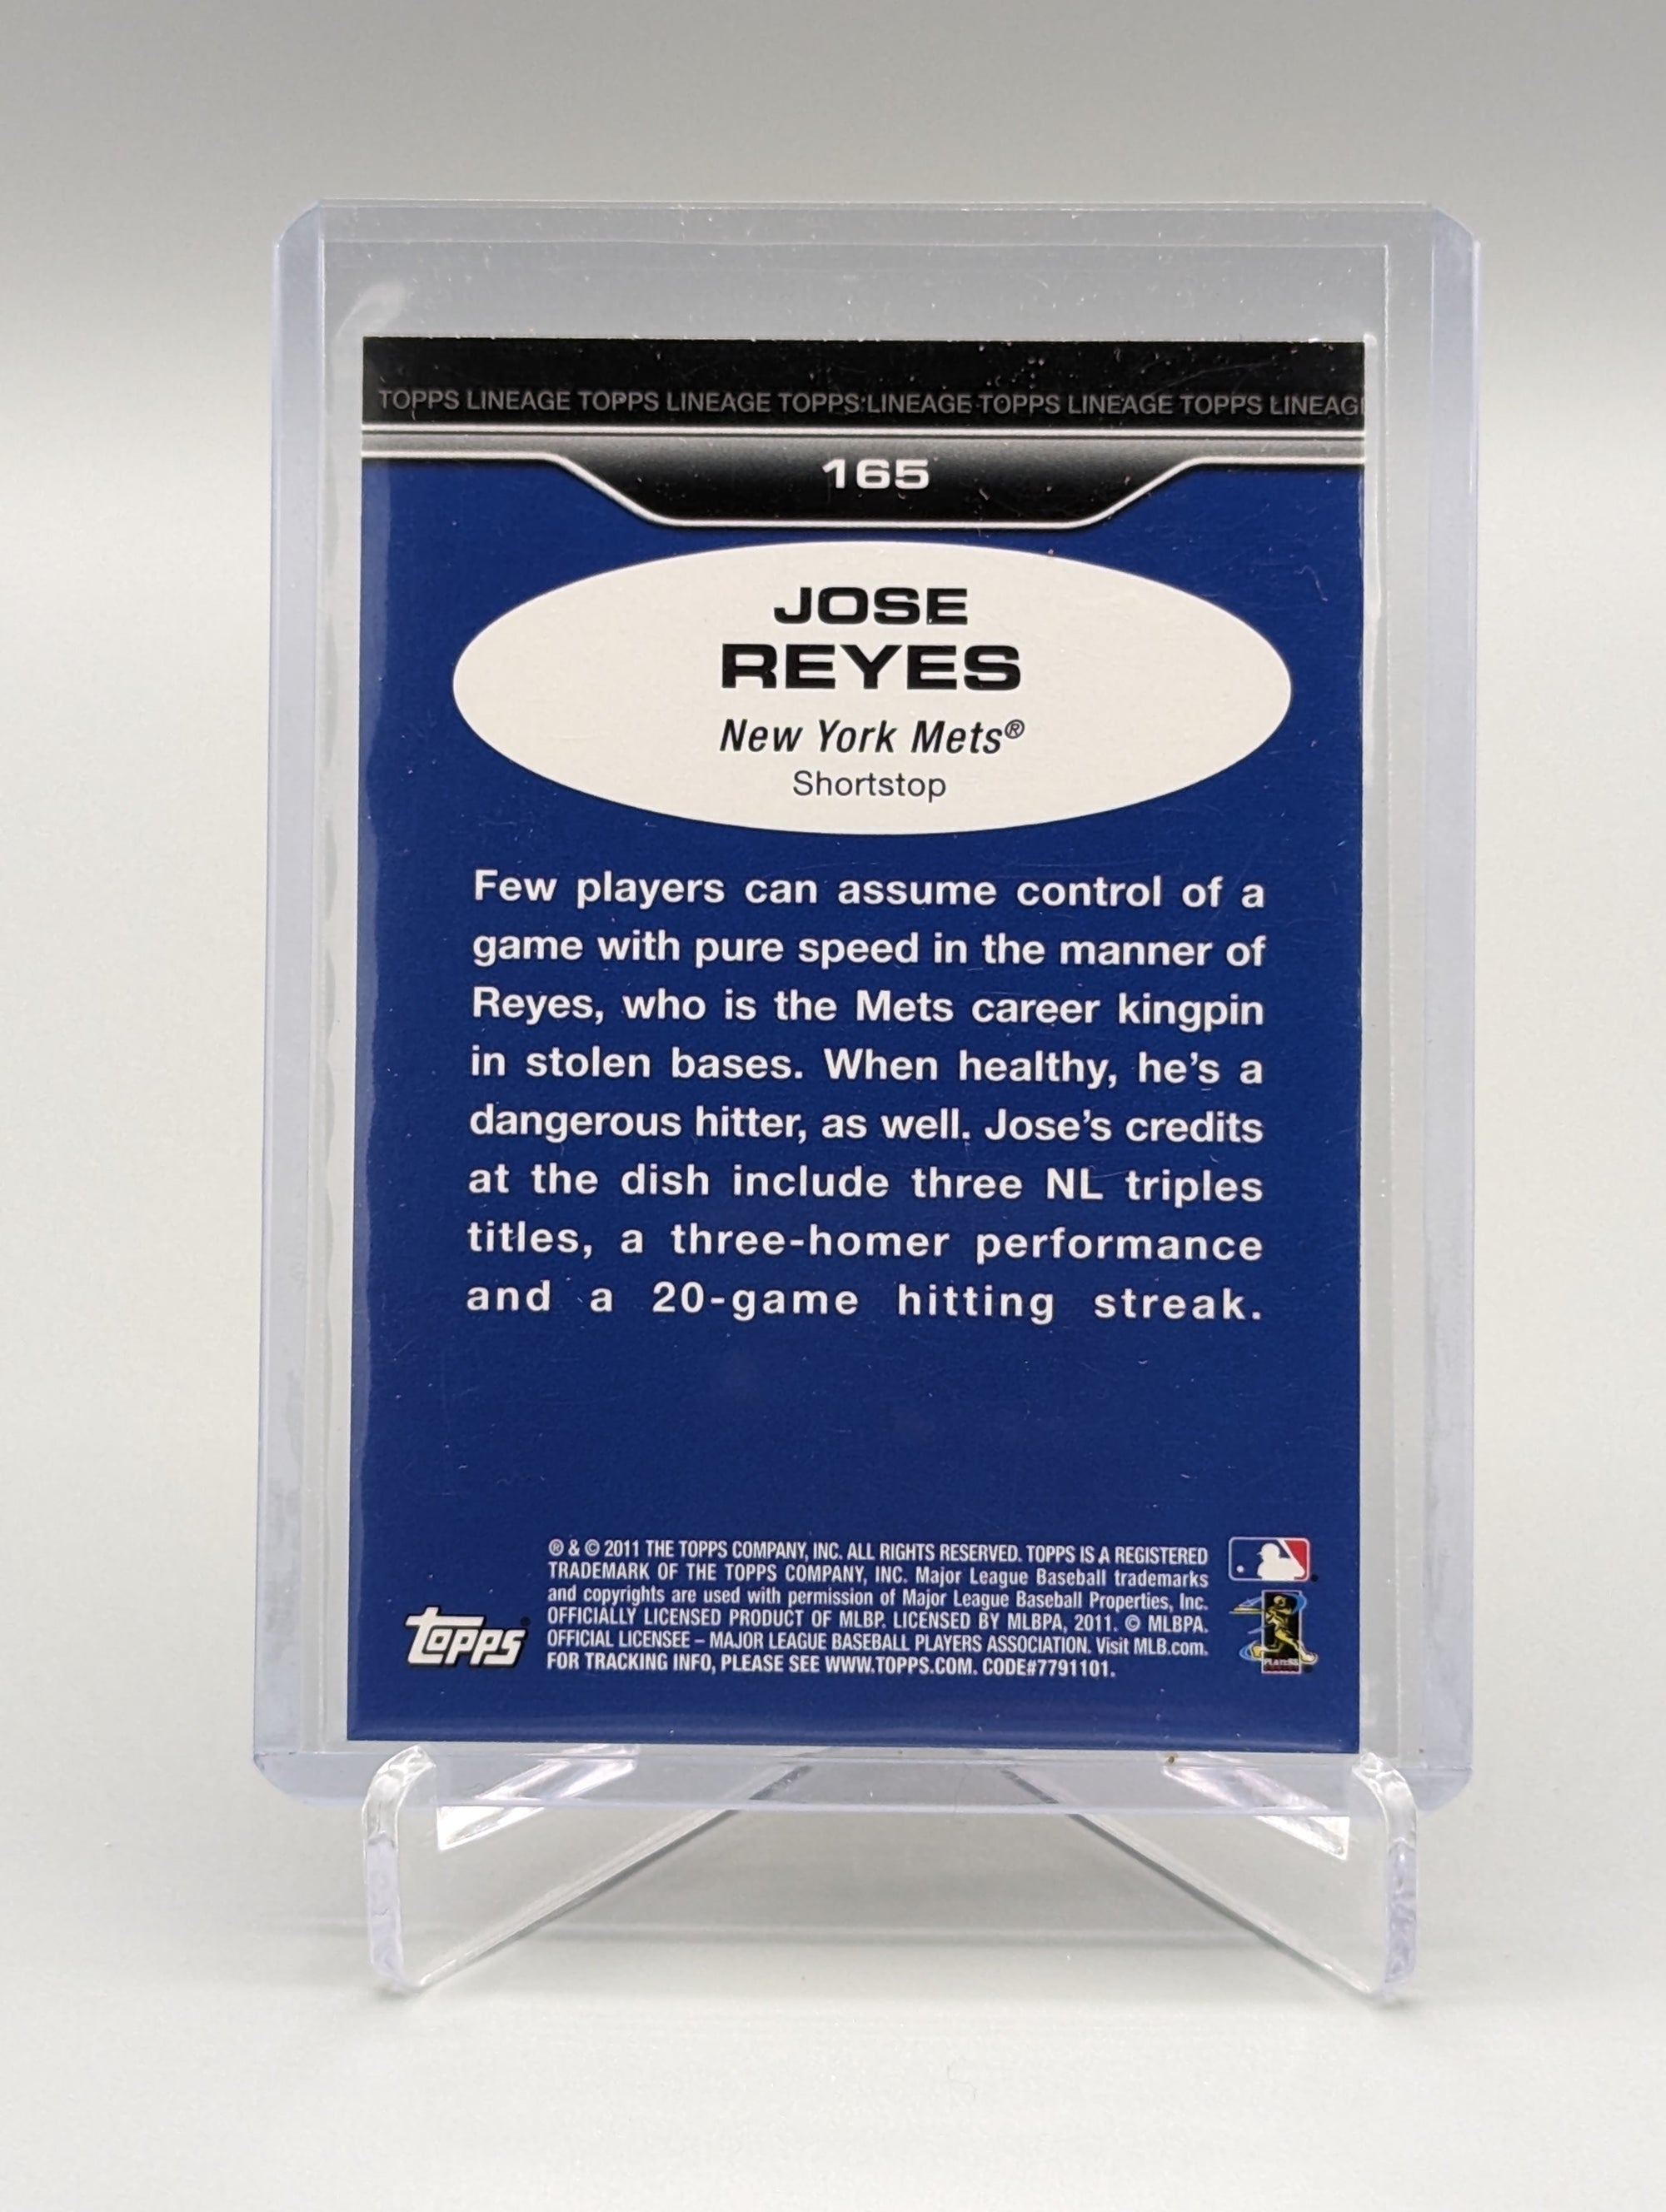 TOPPS LINEAGE TOPPS LINEAGE TOPPS LINEAGE TOPPS LINEAGE TOPPS LINEAG
165
JOSE
REYES
New York Mets®
Shortstop
Few players can assume control of a
game with pure speed in the manner of
Reyes, who is the Mets career kingpin
in stolen bases. When healthy, he's a
dangerous hitter, as well. Jose's credits
at the dish include three NL triples
titles, a three-homer performance
and a 20-game hitting streak.
® & © 2011 THE TOPPS COMPANY, INC. ALL RIGHTS RESERVED. TOPPS IS A REGISTERED
TRADEMARK OF THE TOPPS COMPANY, INC. Major League Baseball trademarks
and copyrights are used with permission of Major League Baseball Properties, Inc.
OFFICIALLY LICENSED PRODUCT OF MLBP. LICENSED BY MLBPA, 2011. © MLBPA.
OFFICIAL LICENSEE – MAJOR LEAGUE BASEBALL PLAYERS ASSOCIATION. Visit MLB.com.
FOR TRACKING INFO, PLEASE SEE WWW.TOPPS.COM. CODE#7791101.
Topps
PLAYERS